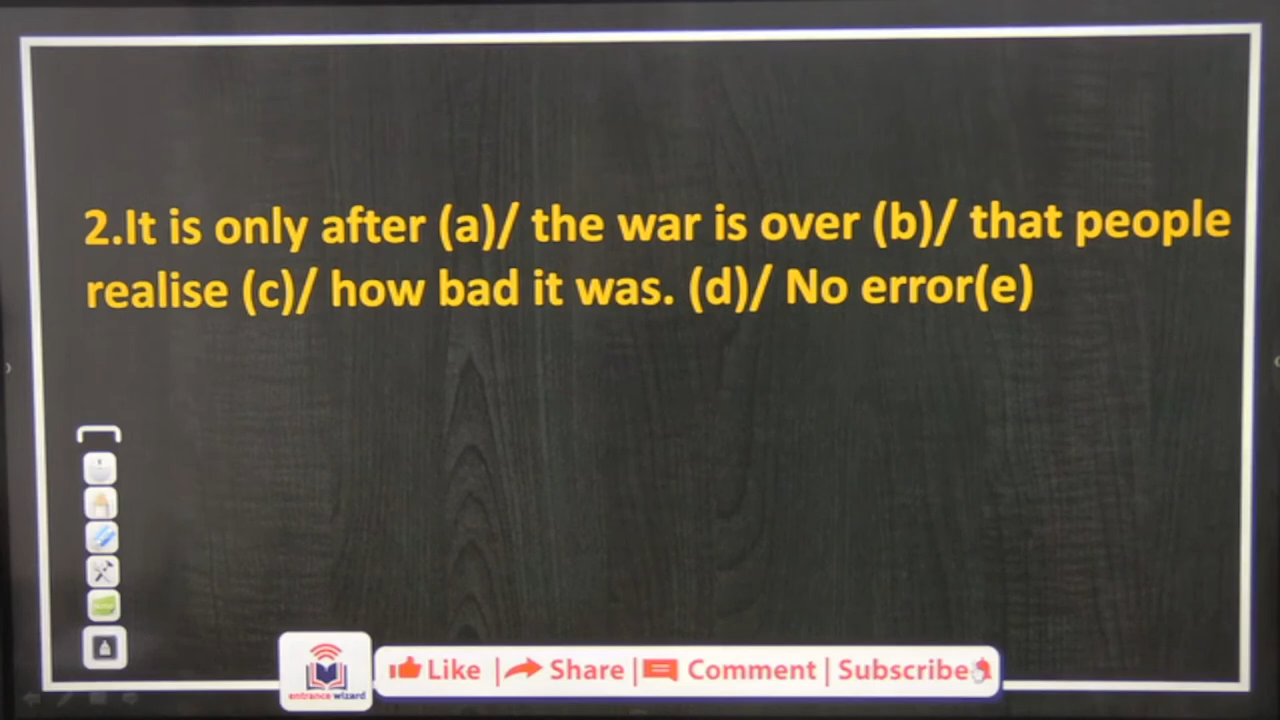 2.It is only after (a)/ the war is over (b)/ that people
realise (c)/ how bad it was. (d)/ No error(e)
entrance wizard
Like | Share | Comment | Subscribe